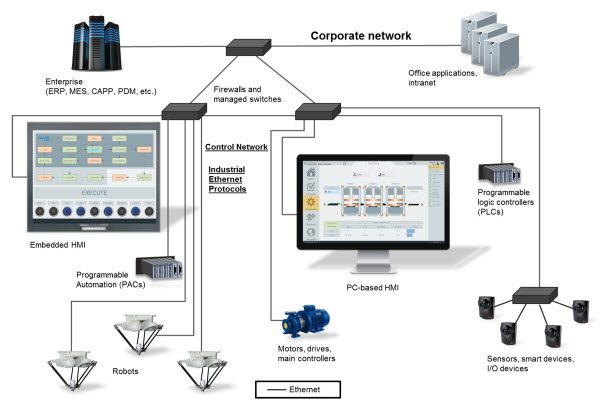 Corporate network
Enterprise
(ERP, MES, CAPP, PDM, etc.)
Firewalls and
managed switches
Office applications,
intranet
Control Network
Industrial
Ethernet
Protocols
EXECUTE
Embedded HMI
Programmable
logic controllers
(PLCs)
Programmable
Automation (PACs)
PC-based HMI
Motors, drives,
main controllers
Sensors, smart devices,
I/O devices
Robots
Ethernet